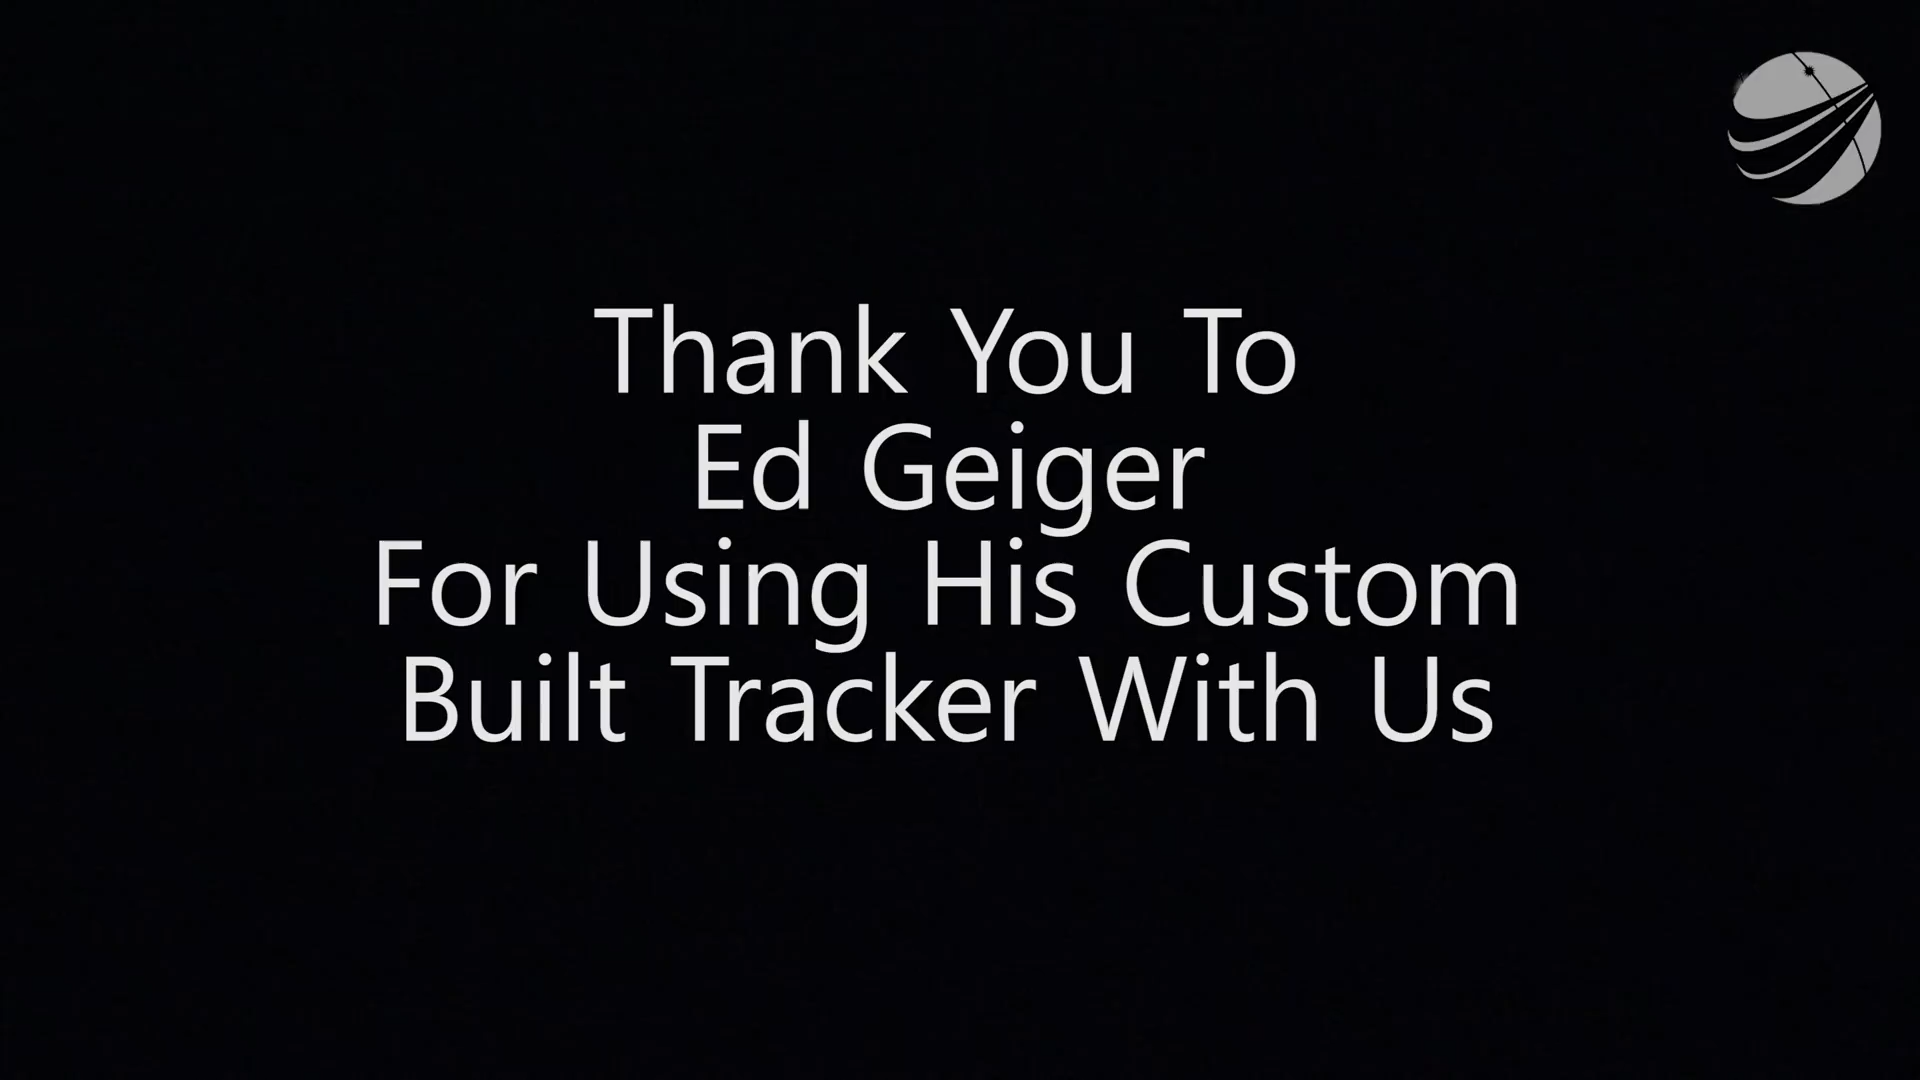 Thank You To
Ed Geiger
For Using His Custom
Built Tracker With Us